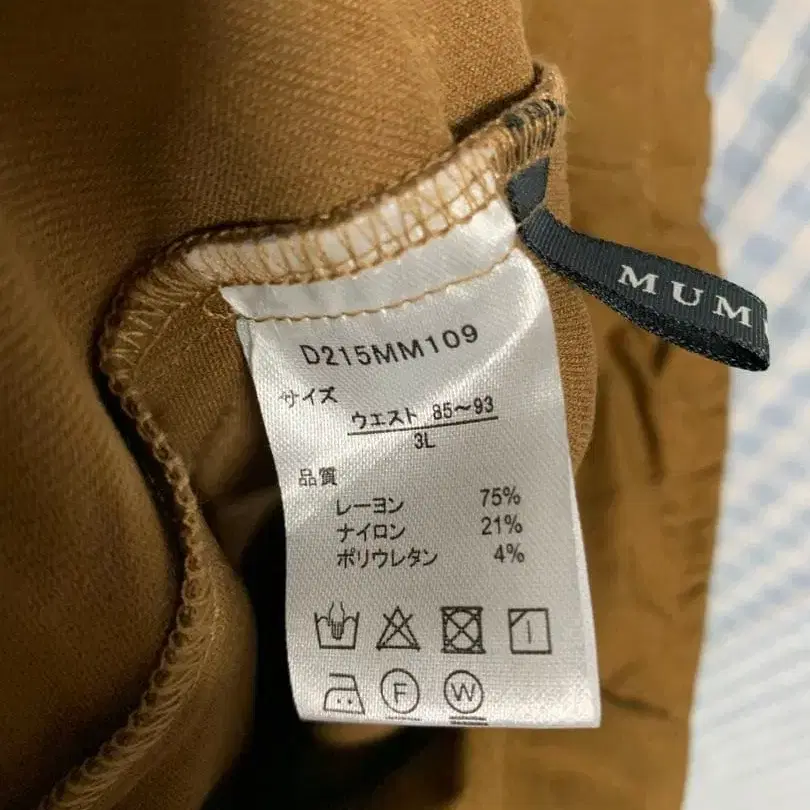 MUM
D215MM109
サイズ
ウエスト 85〜93
3L
品質
レーヨン 75%
ナイロン 21%
ポリウレタン 4%
F W